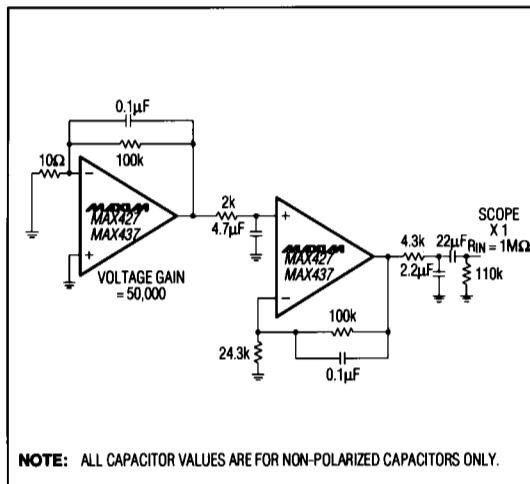 0.1µF
100k
10Ω
MAXIM
MAX427
MAX437
VOLTAGE GAIN
= 50,000
2k
4.7µF
MAXIM
MAX427
MAX437
100k
0.1µF
24.3k
4.3k
2.2µF
22µF
SCOPE
X 1
RIN = 1MΩ
110k
NOTE: ALL CAPACITOR VALUES ARE FOR NON-POLARIZED CAPACITORS ONLY.